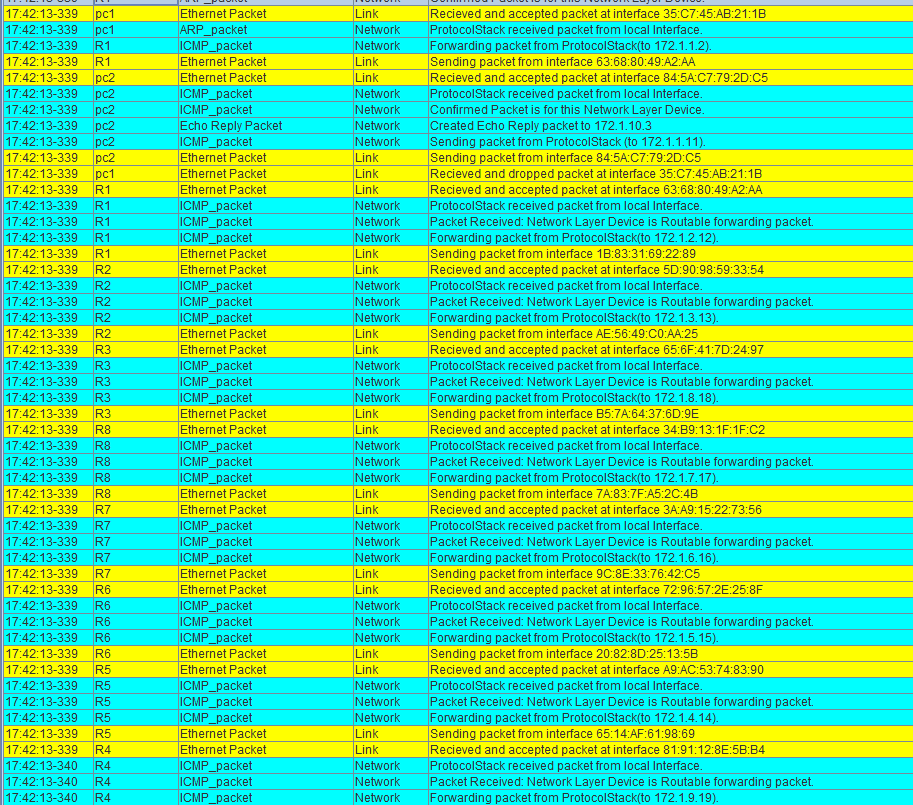 17:42:13-339 R1 ARP_packet Network Confirmed Packet is for this Network Layer Device.
17:42:13-339 pc1 Ethernet Packet Link Recieved and accepted packet at interface 35:C7:45:AB:21:1B
17:42:13-339 pc1 ARP_packet Network ProtocolStack received packet from local Interface.
17:42:13-339 R1 ICMP_packet Network Forwarding packet from ProtocolStack(to 172.1.1.2).
17:42:13-339 R1 Ethernet Packet Link Sending packet from interface 63:68:80:49:A2:AA
17:42:13-339 pc2 Ethernet Packet Link Recieved and accepted packet at interface 84:5A:C7:79:2D:C5
17:42:13-339 pc2 ICMP_packet Network ProtocolStack received packet from local Interface.
17:42:13-339 pc2 ICMP_packet Network Confirmed Packet is for this Network Layer Device.
17:42:13-339 pc2 Echo Reply Packet Network Created Echo Reply packet to 172.1.10.3
17:42:13-339 pc2 ICMP_packet Network Sending packet from ProtocolStack (to 172.1.1.11).
17:42:13-339 pc2 Ethernet Packet Link Sending packet from interface 84:5A:C7:79:2D:C5
17:42:13-339 pc1 Ethernet Packet Link Recieved and dropped packet at interface 35:C7:45:AB:21:1B
17:42:13-339 R1 Ethernet Packet Link Recieved and accepted packet at interface 63:68:80:49:A2:AA
17:42:13-339 R1 ICMP_packet Network ProtocolStack received packet from local Interface.
17:42:13-339 R1 ICMP_packet Network Packet Received: Network Layer Device is Routable forwarding packet.
17:42:13-339 R1 ICMP_packet Network Forwarding packet from ProtocolStack(to 172.1.2.12).
17:42:13-339 R1 Ethernet Packet Link Sending packet from interface 1B:83:31:69:22:89
17:42:13-339 R2 Ethernet Packet Link Recieved and accepted packet at interface 5D:90:98:59:33:54
17:42:13-339 R2 ICMP_packet Network ProtocolStack received packet from local Interface.
17:42:13-339 R2 ICMP_packet Network Packet Received: Network Layer Device is Routable forwarding packet.
17:42:13-339 R2 ICMP_packet Network Forwarding packet from ProtocolStack(to 172.1.3.13).
17:42:13-339 R2 Ethernet Packet Link Sending packet from interface AE:56:49:C0:AA:25
17:42:13-339 R3 Ethernet Packet Link Recieved and accepted packet at interface 65:6F:41:7D:24:97
17:42:13-339 R3 ICMP_packet Network ProtocolStack received packet from local Interface.
17:42:13-339 R3 ICMP_packet Network Packet Received: Network Layer Device is Routable forwarding packet.
17:42:13-339 R3 ICMP_packet Network Forwarding packet from ProtocolStack(to 172.1.8.18).
17:42:13-339 R3 Ethernet Packet Link Sending packet from interface B5:7A:64:37:6D:9E
17:42:13-339 R8 Ethernet Packet Link Recieved and accepted packet at interface 34:B9:13:1F:1F:C2
17:42:13-339 R8 ICMP_packet Network ProtocolStack received packet from local Interface.
17:42:13-339 R8 ICMP_packet Network Packet Received: Network Layer Device is Routable forwarding packet.
17:42:13-339 R8 ICMP_packet Network Forwarding packet from ProtocolStack(to 172.1.7.17).
17:42:13-339 R8 Ethernet Packet Link Sending packet from interface 7A:83:7F:A5:2C:4B
17:42:13-339 R7 Ethernet Packet Link Recieved and accepted packet at interface 3A:A9:15:22:73:56
17:42:13-339 R7 ICMP_packet Network ProtocolStack received packet from local Interface.
17:42:13-339 R7 ICMP_packet Network Packet Received: Network Layer Device is Routable forwarding packet.
17:42:13-339 R7 ICMP_packet Network Forwarding packet from ProtocolStack(to 172.1.6.16).
17:42:13-339 R7 Ethernet Packet Link Sending packet from interface 9C:8E:33:76:42:C5
17:42:13-339 R6 Ethernet Packet Link Recieved and accepted packet at interface 72:96:57:2E:25:8F
17:42:13-339 R6 ICMP_packet Network ProtocolStack received packet from local Interface.
17:42:13-339 R6 ICMP_packet Network Packet Received: Network Layer Device is Routable forwarding packet.
17:42:13-339 R6 ICMP_packet Network Forwarding packet from ProtocolStack(to 172.1.5.15).
17:42:13-339 R6 Ethernet Packet Link Sending packet from interface 20:82:8D:25:13:5B
17:42:13-339 R5 Ethernet Packet Link Recieved and accepted packet at interface A9:AC:53:74:83:90
17:42:13-339 R5 ICMP_packet Network ProtocolStack received packet from local Interface.
17:42:13-339 R5 ICMP_packet Network Packet Received: Network Layer Device is Routable forwarding packet.
17:42:13-339 R5 ICMP_packet Network Forwarding packet from ProtocolStack(to 172.1.4.14).
17:42:13-339 R5 Ethernet Packet Link Sending packet from interface 65:14:AF:61:98:69
17:42:13-339 R4 Ethernet Packet Link Recieved and accepted packet at interface 81:91:12:8E:5B:B4
17:42:13-340 R4 ICMP_packet Network ProtocolStack received packet from local Interface.
17:42:13-340 R4 ICMP_packet Network Packet Received: Network Layer Device is Routable forwarding packet.
17:42:13-340 R4 ICMP_packet Network Forwarding packet from ProtocolStack(to 172.1.9.19).